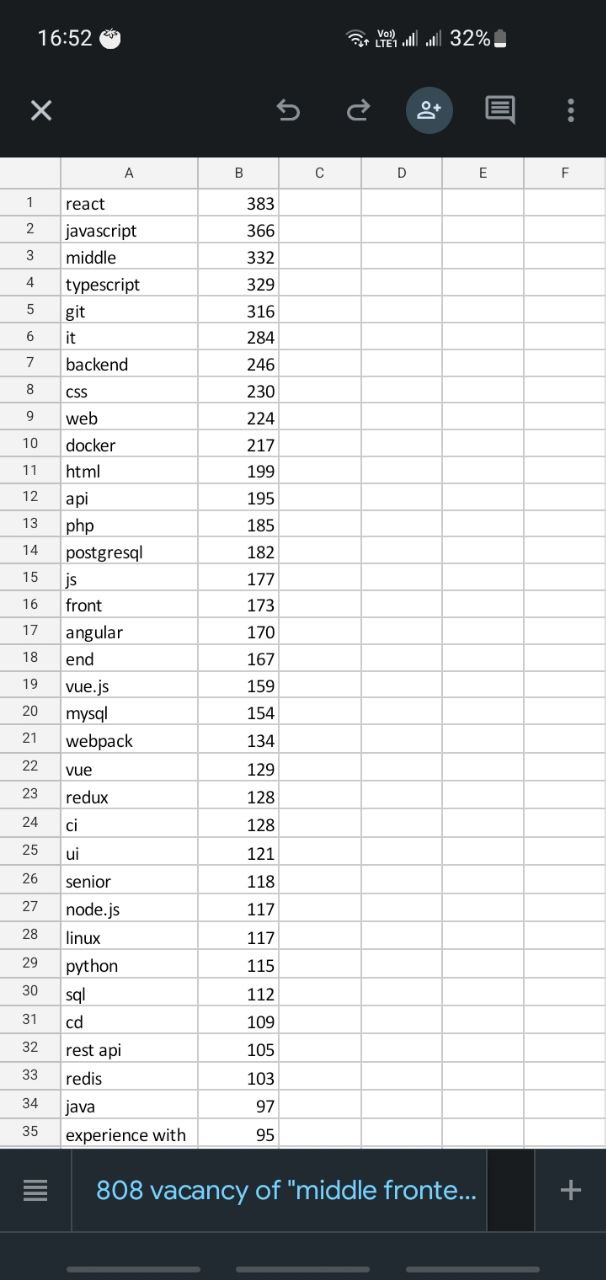 16:52 32%
Vo)) LTE1
A B C D E F
1 react 383
2 javascript 366
3 middle 332
4 typescript 329
5 git 316
6 it 284
7 backend 246
8 css 230
9 web 224
10 docker 217
11 html 199
12 api 195
13 php 185
14 postgresql 182
15 js 177
16 front 173
17 angular 170
18 end 167
19 vue.js 159
20 mysql 154
21 webpack 134
22 vue 129
23 redux 128
24 ci 128
25 ui 121
26 senior 118
27 node.js 117
28 linux 117
29 python 115
30 sql 112
31 cd 109
32 rest api 105
33 redis 103
34 java 97
35 experience with 95
808 vacancy of "middle fronte...